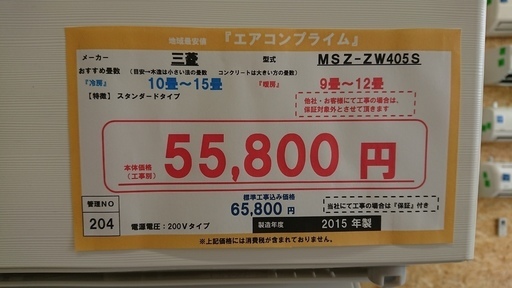 地域最安値 『エアコンプライム』
メーカー 三菱 型式 MSZ-ZW405S
おすすめ畳数 (目安→木造は小さい法の畳数 コンクリートは大きい方の畳数)
『冷房』 10畳〜15畳 『暖房』 9畳〜12畳
【特徴】 スタンダードタイプ
他社・お客様にて工事の場合は、
保証対象外とさせて頂きます
本体価格
(工事別)
55,800 円
管理NO
204
標準工事込み価格
65,800 円
当社にて工事の場合は『保証』付き
電源電圧:200Vタイプ 製造年度 2015 年製
※上記価格には消費税が含まれておりません。